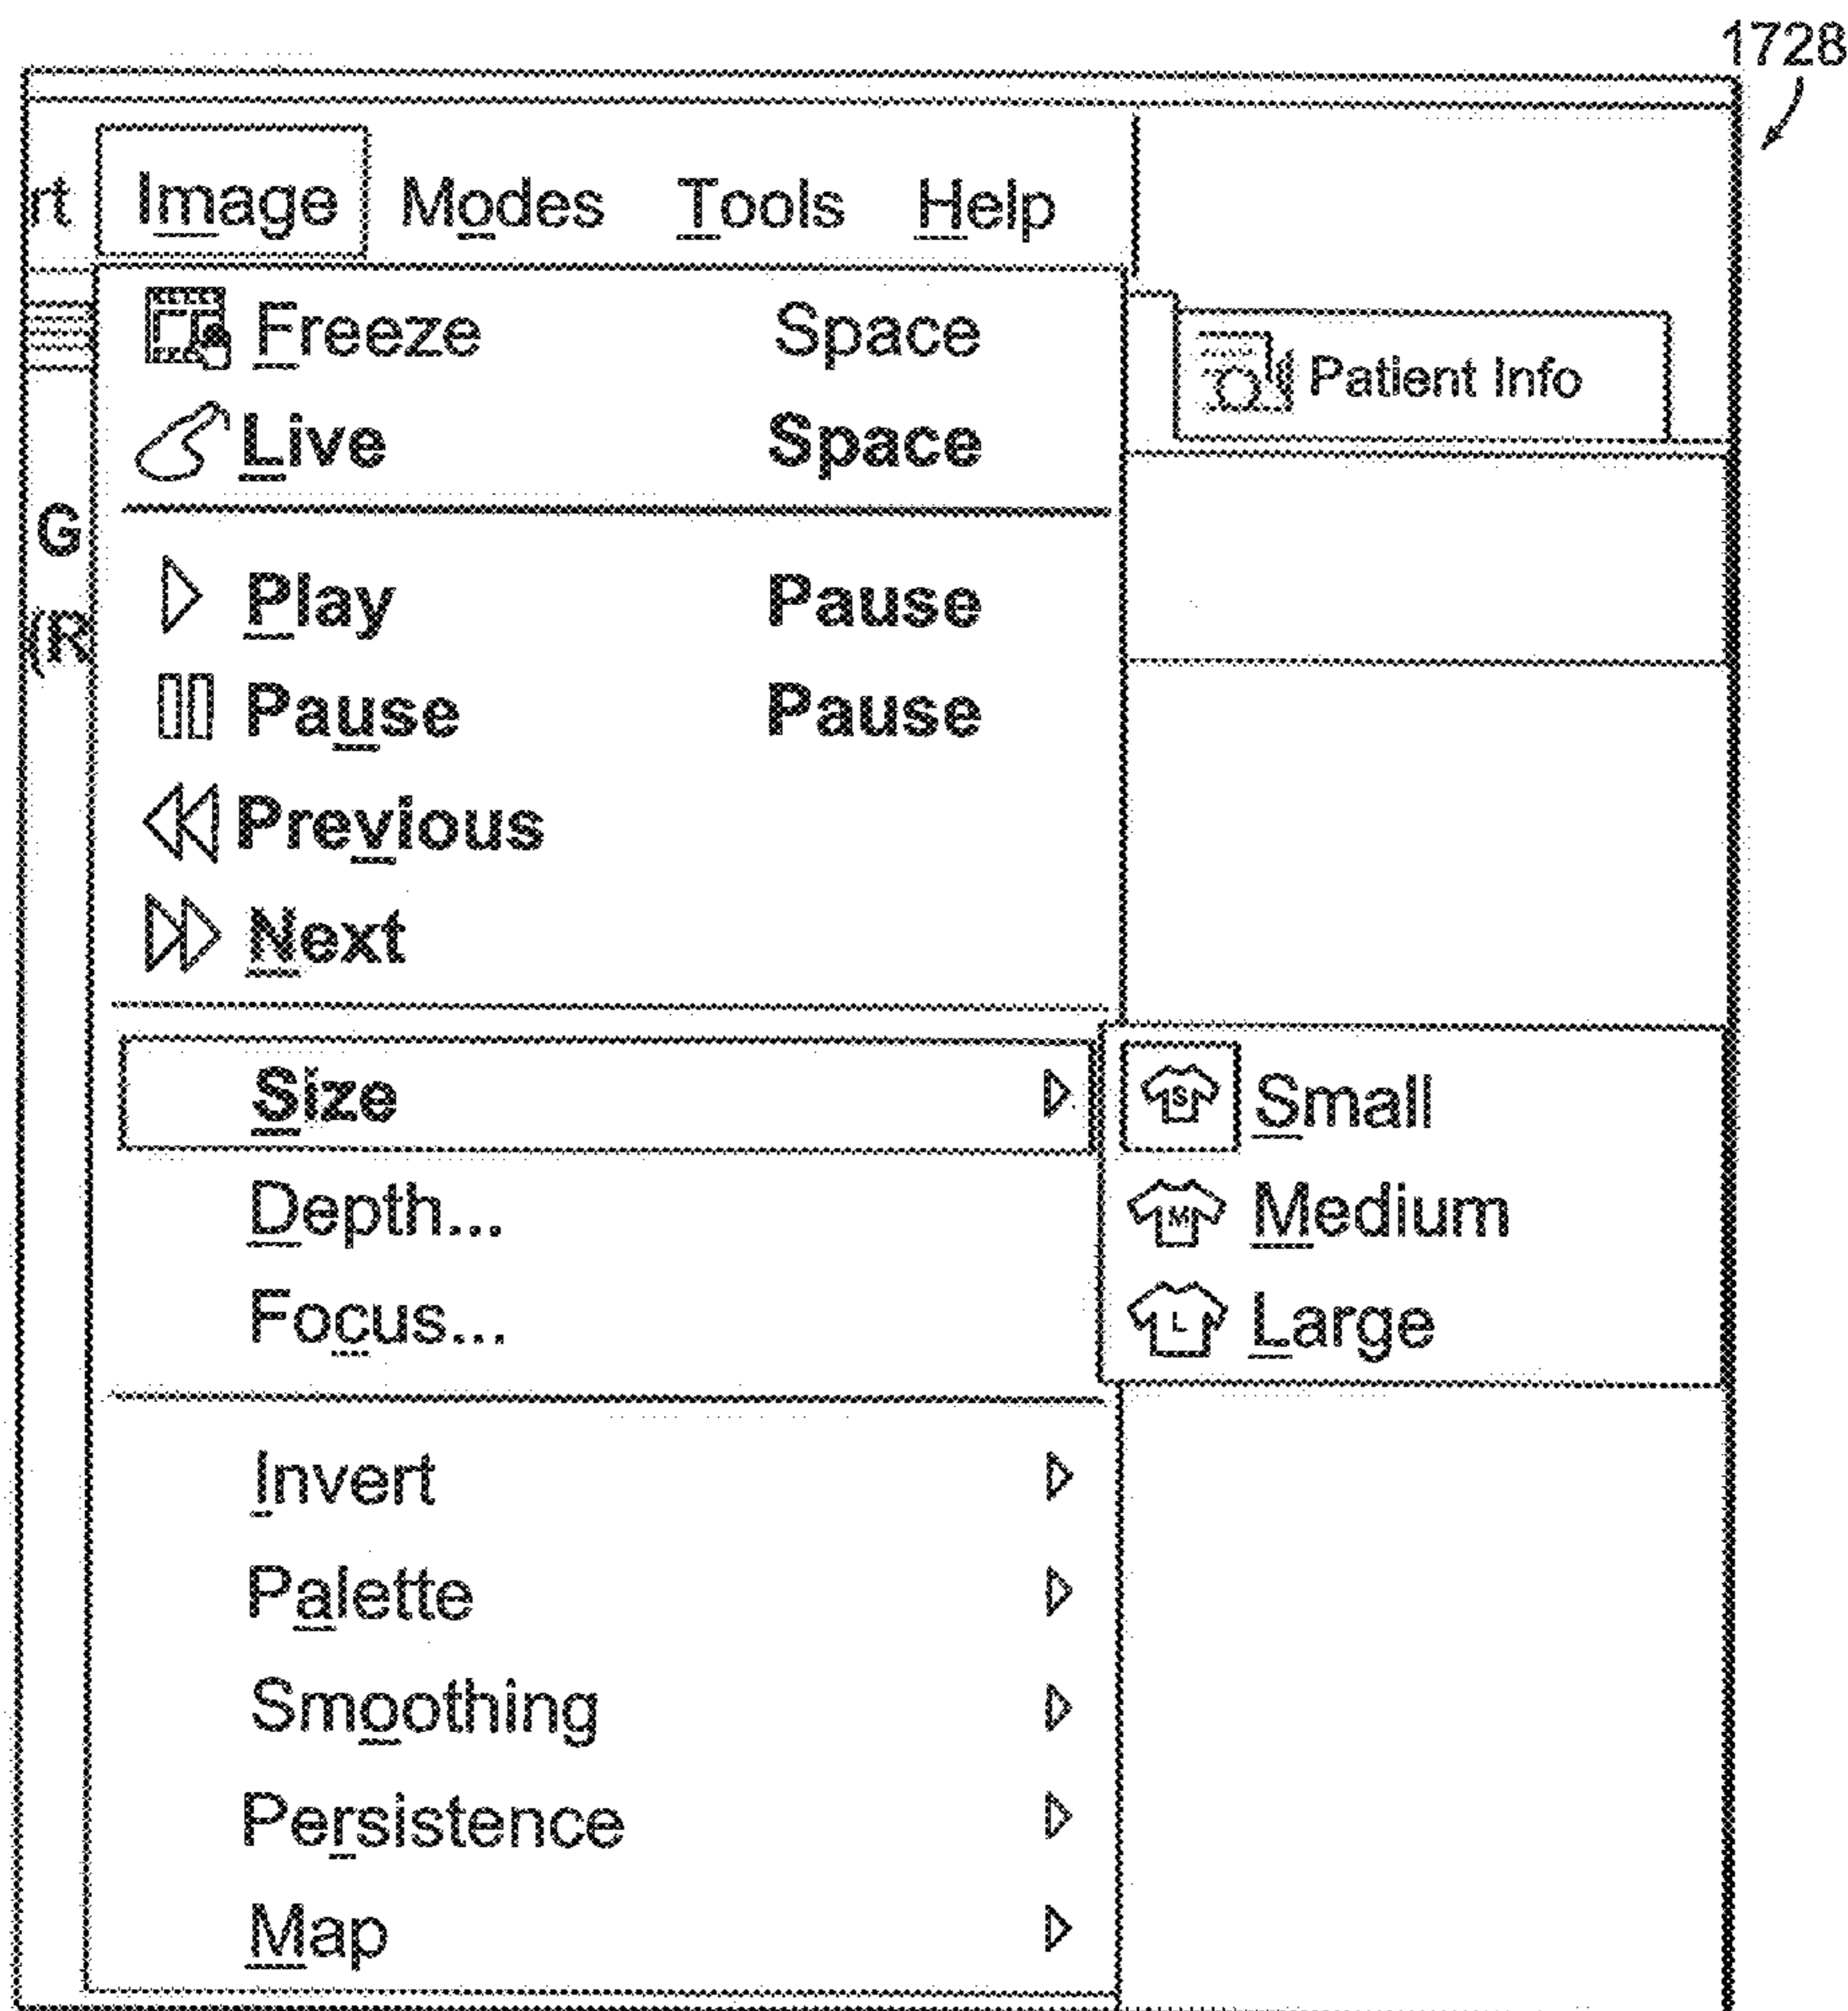 1728
rt Image Modes Tools Help
Freeze Space
Patient Info
Live Space
G
Play Pause
(R
Pause Pause
Previous
Next
Size S Small
Depth... M Medium
Focus... L Large
Invert
Palette
Smoothing
Persistence
Map